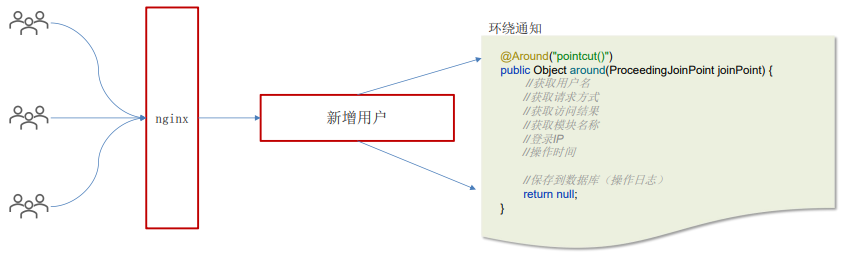 nginx
新增用户
环绕通知
@Around("pointcut()")
public Object around(ProceedingJoinPoint joinPoint) {
//获取用户名
//获取请求方式
//获取访问结果
//获取模块名称
//登录IP
//操作时间
//保存到数据库（操作日志）
return null;
}